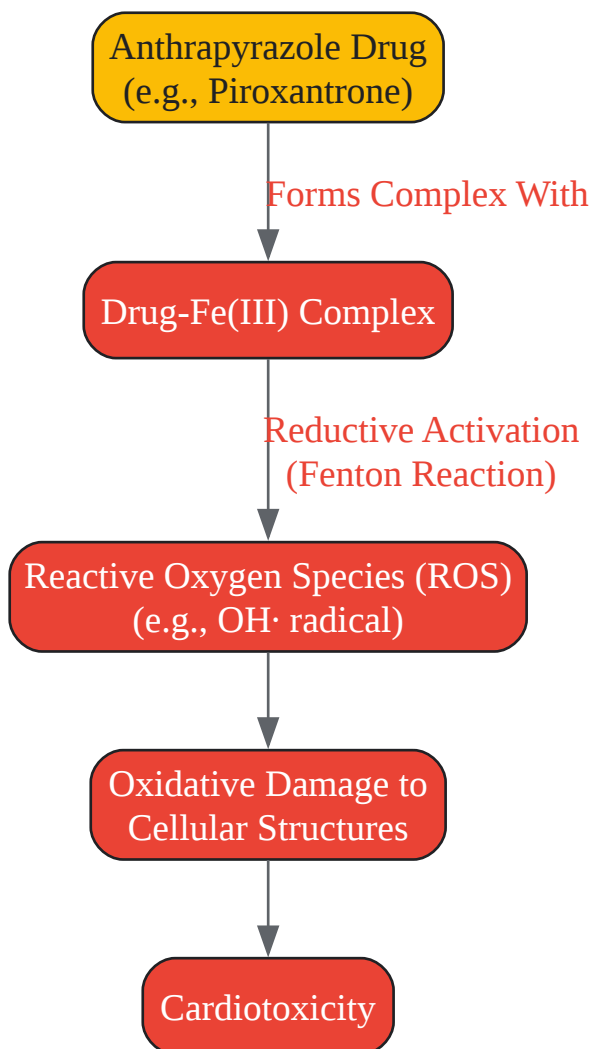 Anthrapyrazole Drug
(e.g., Piroxantrone)
Forms Complex With
Drug-Fe(III) Complex
Reductive Activation
(Fenton Reaction)
Reactive Oxygen Species (ROS)
(e.g., OH· radical)
Oxidative Damage to
Cellular Structures
Cardiotoxicity